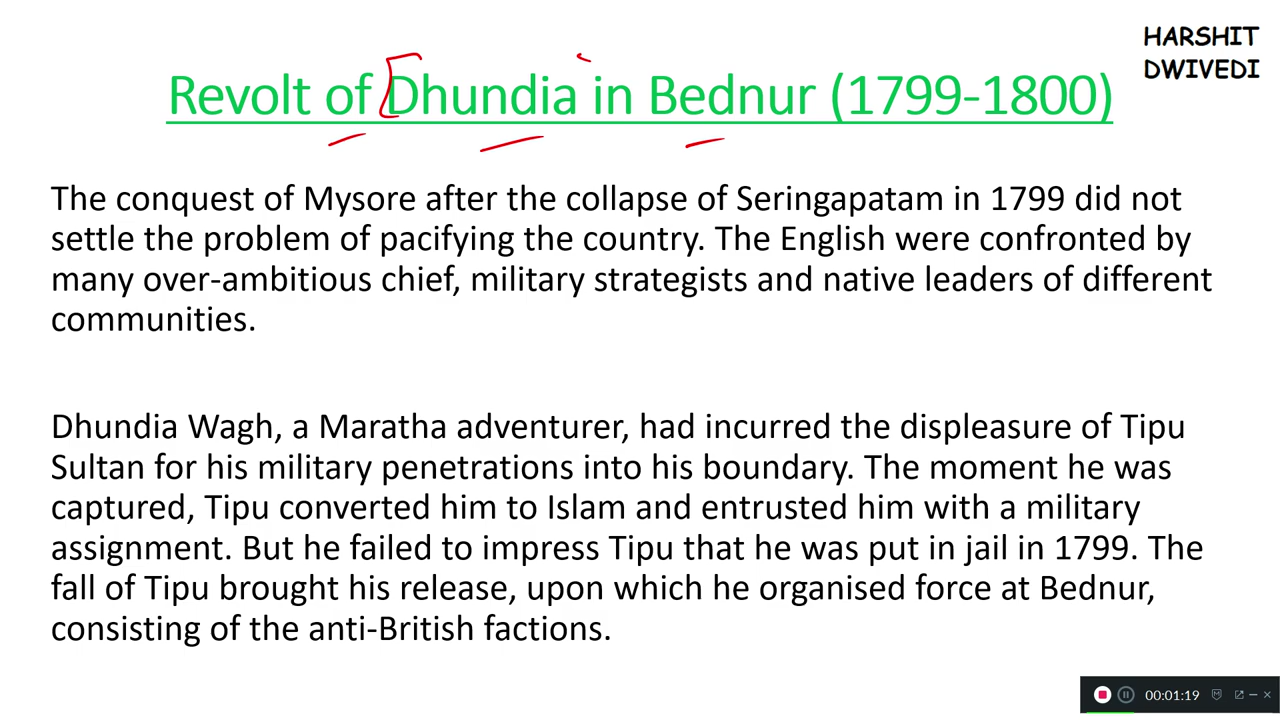 HARSHIT
DWIVEDI
Revolt of Dhundia in Bednur (1799-1800)
The conquest of Mysore after the collapse of Seringapatam in 1799 did not
settle the problem of pacifying the country. The English were confronted by
many over-ambitious chief, military strategists and native leaders of different
communities.
Dhundia Wagh, a Maratha adventurer, had incurred the displeasure of Tipu
Sultan for his military penetrations into his boundary. The moment he was
captured, Tipu converted him to Islam and entrusted him with a military
assignment. But he failed to impress Tipu that he was put in jail in 1799. The
fall of Tipu brought his release, upon which he organised force at Bednur,
consisting of the anti-British factions.
00:01:19